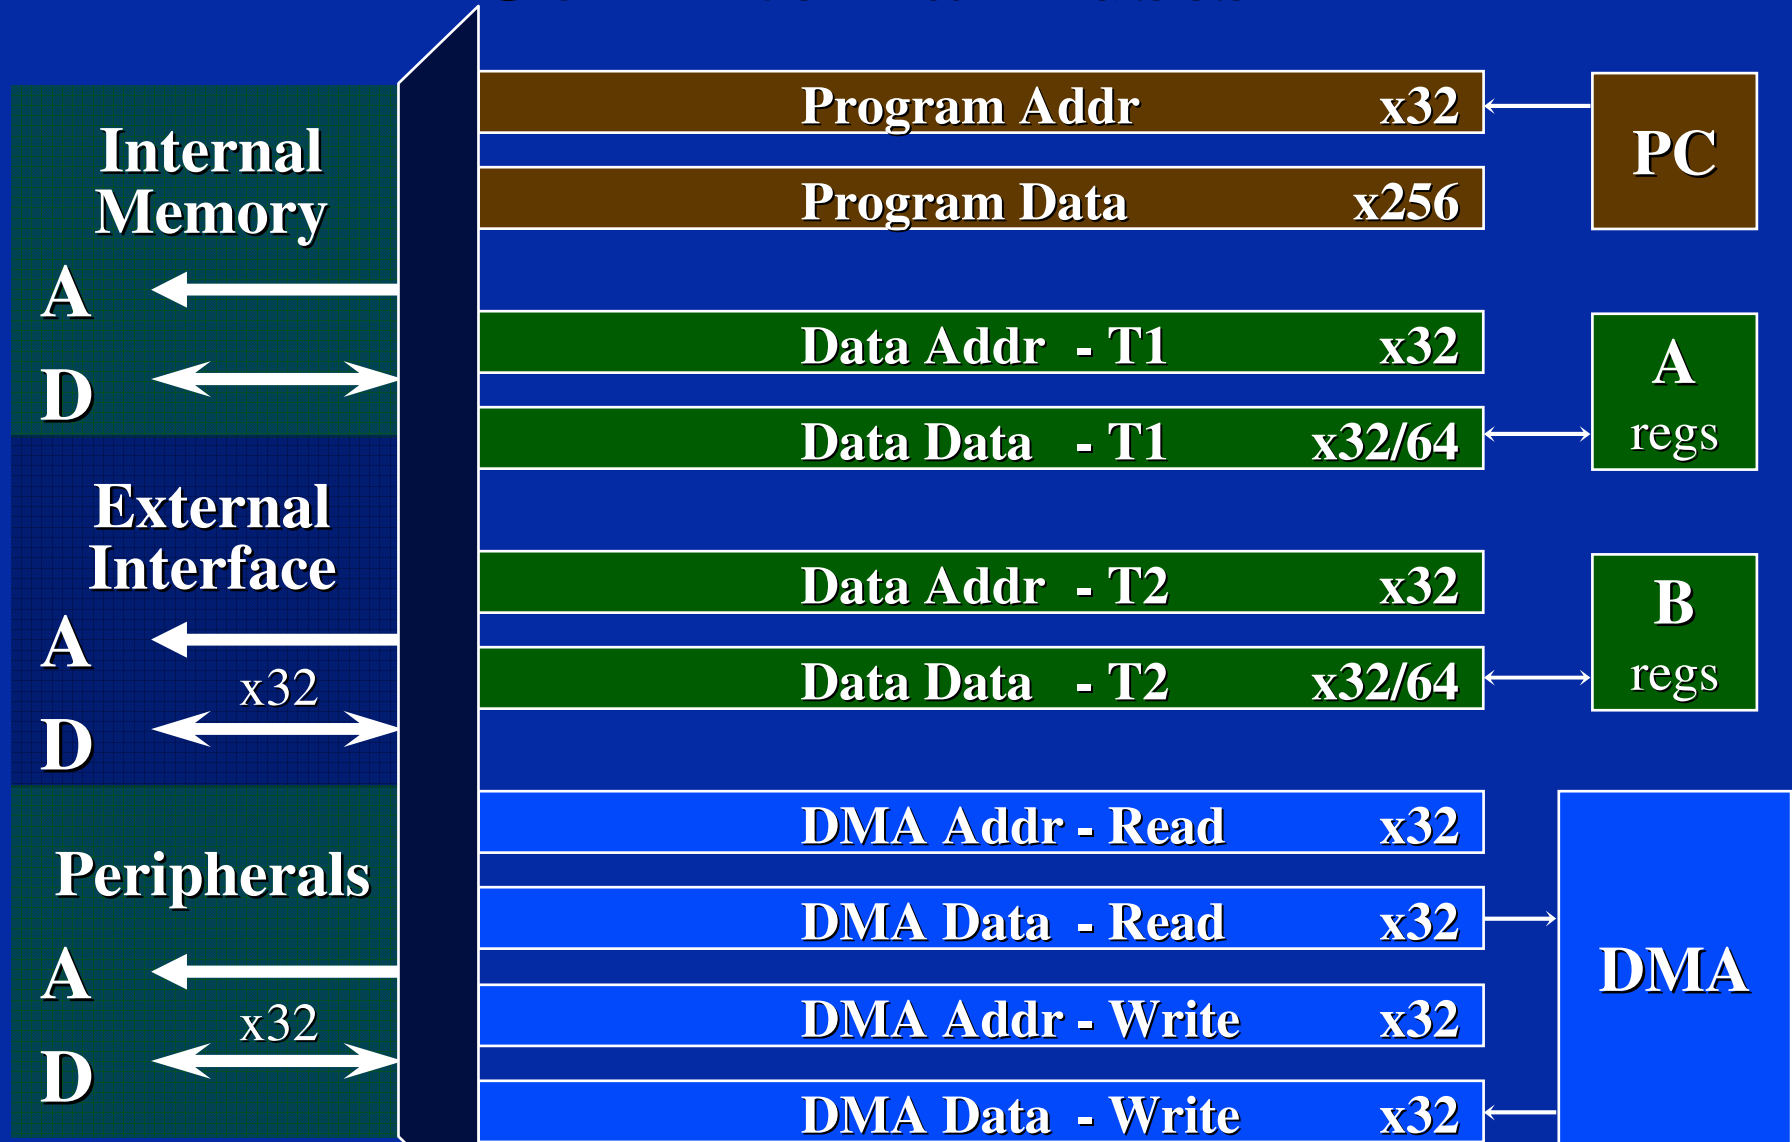 Internal
Memory
A
D
External
Interface
A
x32
D
Peripherals
A
x32
D
Program Addr x32
Program Data x256
Data Addr - T1 x32
Data Data - T1 x32/64
Data Addr - T2 x32
Data Data - T2 x32/64
DMA Addr - Read x32
DMA Data - Read x32
DMA Addr - Write x32
DMA Data - Write x32
PC
A
regs
B
regs
DMA